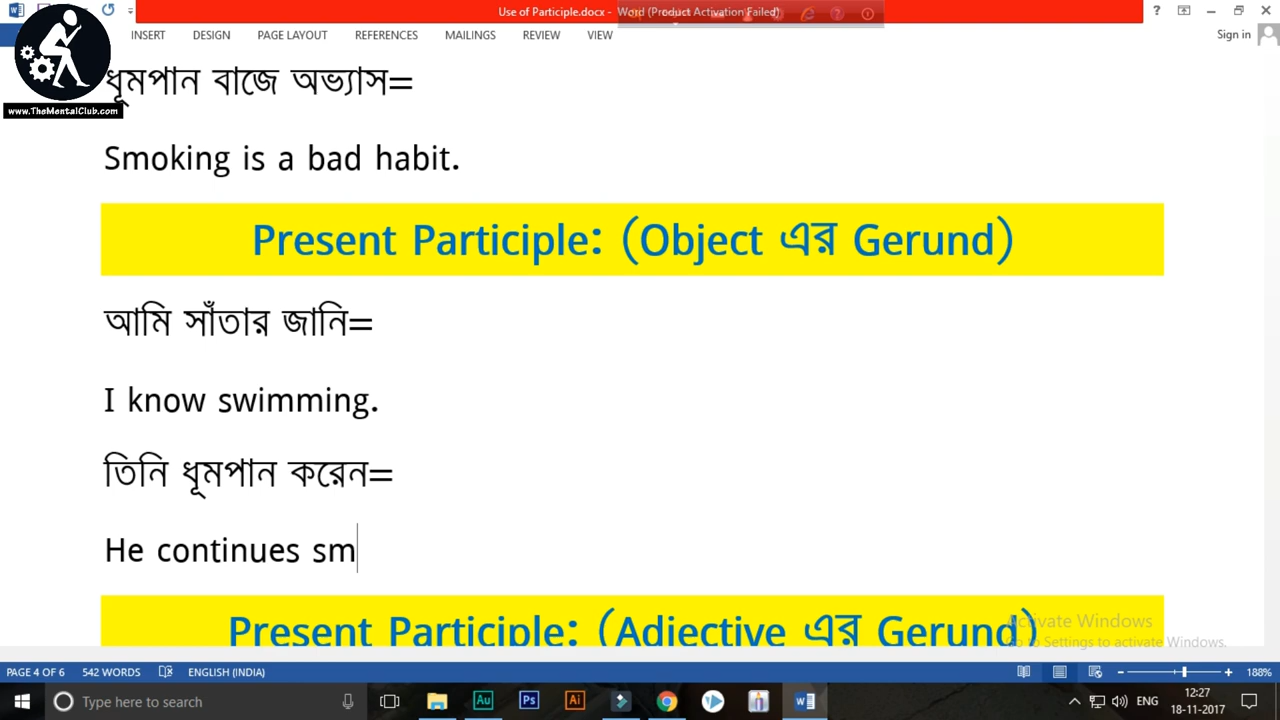 Use of Participle.docx - Word (Product Activation Failed)
INSERT DESIGN PAGE LAYOUT REFERENCES MAILINGS REVIEW VIEW Sign in
www.TheMentalClub.com
ধূমপান বাজে অভ্যাস=
Smoking is a bad habit.
Present Participle: (Object এর Gerund)
আমি সাঁতার জানি=
I know swimming.
তিনি ধূমপান করেন=
He continues sm
Present Participle: (Adjective এর Gerund)
Activate Windows
Go to Settings to activate Windows.
PAGE 4 OF 6 542 WORDS ENGLISH (INDIA) 188%
Type here to search ENG 12:27
18-11-2017